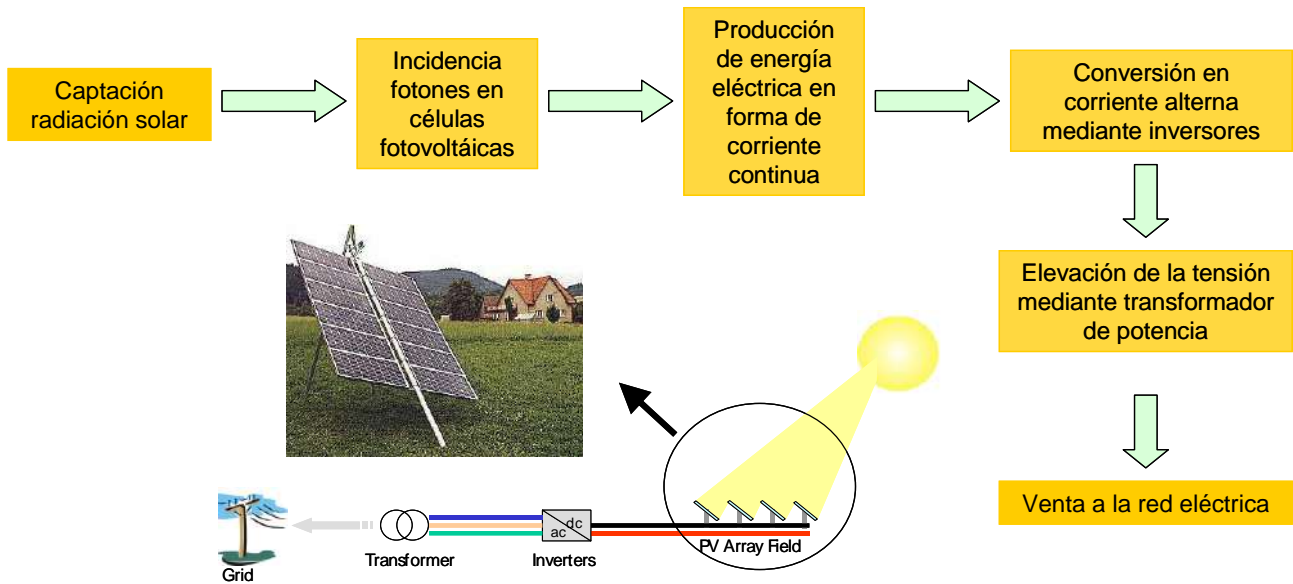 Captación
radiación solar
Incidencia
fotones en
células
fotovoltáicas
Producción
de energía
eléctrica en
forma de
corriente
continua
Conversión en
corriente alterna
mediante inversores
Elevación de la tensión
mediante transformador
de potencia
Venta a la red eléctrica
Grid
Transformer
ac dc
Inverters
PV Array Field